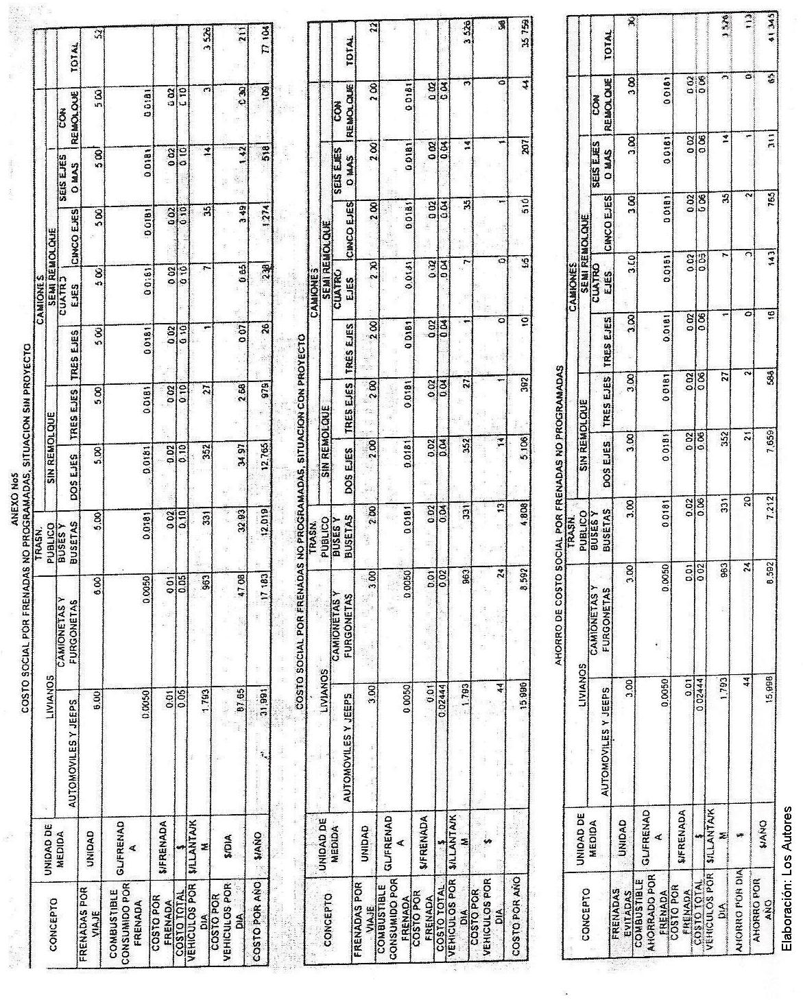 ANEXO No5
COSTO SOCIAL POR FRENADAS NO PROGRAMADAS, SITUACION SIN PROYECTO
CONCEPTO UNIDAD DE MEDIDA LIVIANOS TRASN. PUBLICO CAMIONES TOTAL
SIN REMOLQUE SEMI REMOLQUE
AUTOMOVILES Y JEEPS CAMIONETAS Y FURGONETAS BUSES Y BUSETAS DOS EJES TRES EJES TRES EJES CUATRO EJES CINCO EJES SEIS EJES O MAS CON REMOLQUE
FRENADAS POR VIAJE UNIDAD 6.00 6.00 5.00 5.00 5.00 5.00 5.00 5.00 5.00 5.00 52
COMBUSTIBLE CONSUMIDO POR FRENADA GL/FRENADA 0.0050 0.0050 0.0181 0.0181 0.0181 0.0181 0.0181 0.0181 0.0181 0.0181
COSTO POR FRENADA $/FRENADA 0.01 0.01 0.02 0.02 0.02 0.02 0.02 0.02 0.02 0.02
COSTO TOTAL $ 0.05 0.05 0.10 0.10 0.10 0.10 0.10 0.10 0.10 0.10
VEHICULOS POR DIA $/LLANTA/KM 1,793 963 331 352 27 1 7 35 14 3 3 526
COSTO POR VEHICULOS POR DIA $/DIA 87.65 47.08 32.93 34.97 2.68 0.07 0.65 3.49 1.42 0.30 211
COSTO POR AÑO $/AÑO 31,991 17 183 12,019 12,765 979 26 238 1,274 518 109 77 104
COSTO SOCIAL POR FRENADAS NO PROGRAMADAS, SITUACION CON PROYECTO
CONCEPTO UNIDAD DE MEDIDA LIVIANOS TRASN. PUBLICO CAMIONES TOTAL
SIN REMOLQUE SEMI REMOLQUE
AUTOMOVILES Y JEEPS CAMIONETAS Y FURGONETAS BUSES Y BUSETAS DOS EJES TRES EJES TRES EJES CUATRO EJES CINCO EJES SEIS EJES O MAS CON REMOLQUE
FRENADAS POR VIAJE UNIDAD 3.00 3.00 2.00 2.00 2.00 2.00 2.00 2.00 2.00 2.00 22
COMBUSTIBLE CONSUMIDO POR FRENADA GL/FRENADA 0.0050 0.0050 0.0181 0.0181 0.0181 0.0181 0.0181 0.0181 0.0181 0.0181
COSTO POR FRENADA $/FRENADA 0.01 0.01 0.02 0.02 0.02 0.02 0.02 0.02 0.02 0.02
COSTO TOTAL $ 0.02444 0.02 0.04 0.04 0.04 0.04 0.04 0.04 0.04 0.04
VEHICULOS POR DIA $/LLANTA/KM 1,793 963 331 352 27 1 7 35 14 3 3 526
COSTO POR VEHICULOS POR DIA $ 44 24 13 14 1 0 0 1 1 0 98
COSTO POR AÑO 15,996 8,592 4,808 5,106 392 10 510 207 44 35 759
AHORRO DE COSTO SOCIAL POR FRENADAS NO PROGRAMADAS
CONCEPTO UNIDAD DE MEDIDA LIVIANOS TRASN. PUBLICO CAMIONES TOTAL
SIN REMOLQUE SEMI REMOLQUE
AUTOMOVILES Y JEEPS CAMIONETAS Y FURGONETAS BUSES Y BUSETAS DOS EJES TRES EJES TRES EJES CUATRO EJES CINCO EJES SEIS EJES O MAS CON REMOLQUE
FRENADAS EVITADAS UNIDAD 3.00 3.00 3.00 3.00 3.00 3.00 3.00 3.00 3.00 3.00 30
COMBUSTIBLE AHORRADO POR FRENADA GL/FRENADA 0.0050 0.0050 0.0181 0.0181 0.0181 0.0181 0.0181 0.0181 0.0181 0.0181
COSTO POR FRENADA $/FRENADA 0.01 0.01 0.02 0.02 0.02 0.02 0.02 0.02 0.02 0.02
COSTO TOTAL $ 0.02444 0.02 0.06 0.06 0.06 0.06 0.06 0.06 0.06 0.06
VEHICULOS POR DIA $/LLANTA/KM 1,793 963 331 352 27 1 7 35 14 3 3 526
AHORRO POR DIA $ 44 24 20 21 2 0 2 1 0 113
AHORRO POR AÑO $/AÑO 15,998 8,592 7,212 7,659 588 16 143 765 311 65 41 345
Elaboración: Los Autores